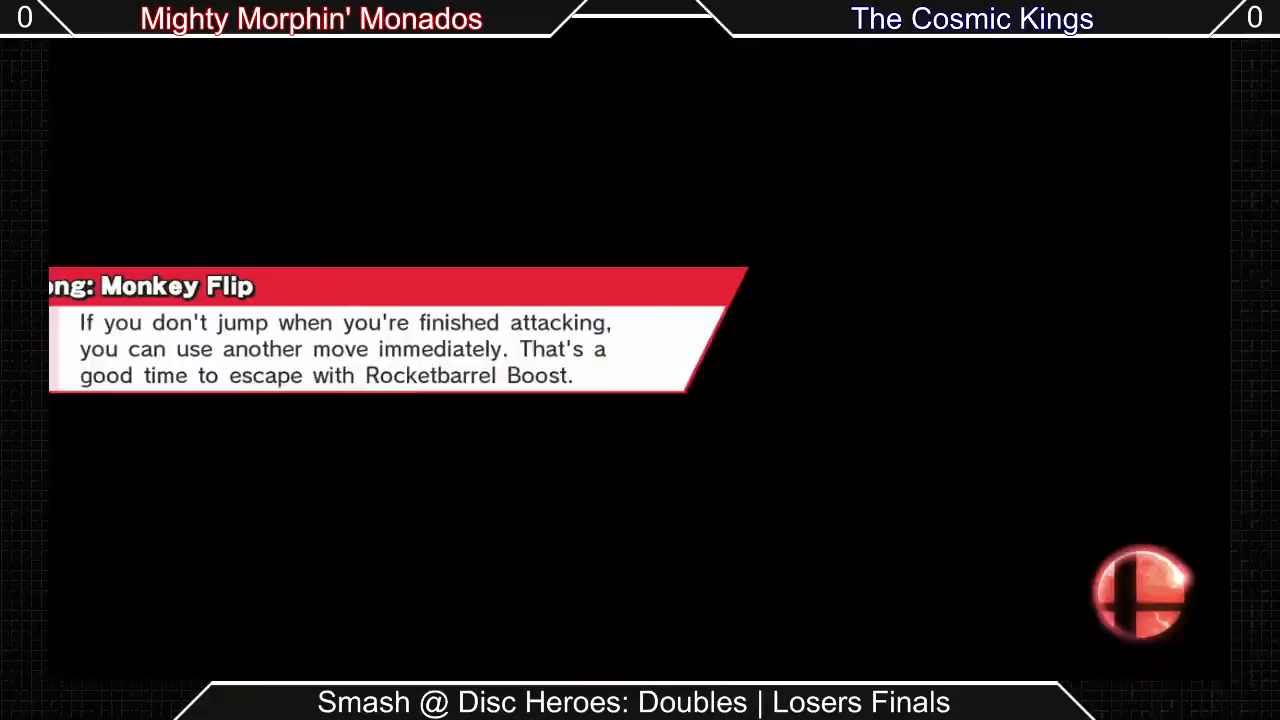 0 Mighty Morphin' Monados The Cosmic Kings 0
ong: Monkey Flip
If you don't jump when you're finished attacking,
you can use another move immediately. That's a
good time to escape with Rocketbarrel Boost.
Smash @ Disc Heroes: Doubles | Losers Finals